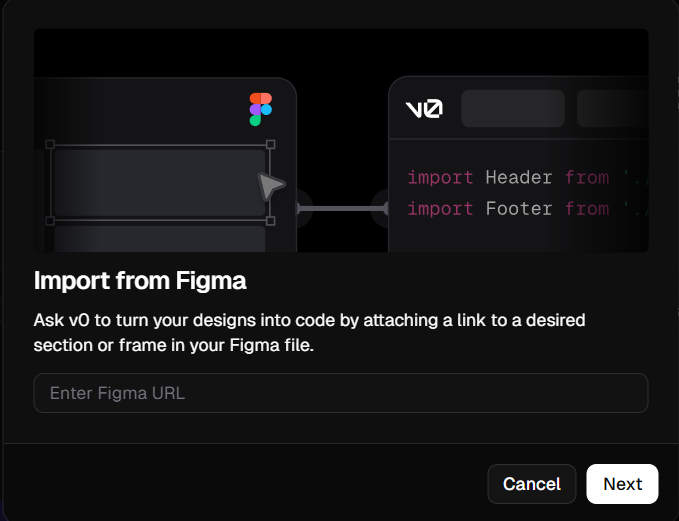 v0
import Header from './
import Footer from './
Import from Figma
Ask v0 to turn your designs into code by attaching a link to a desired
section or frame in your Figma file.
Enter Figma URL
Cancel
Next